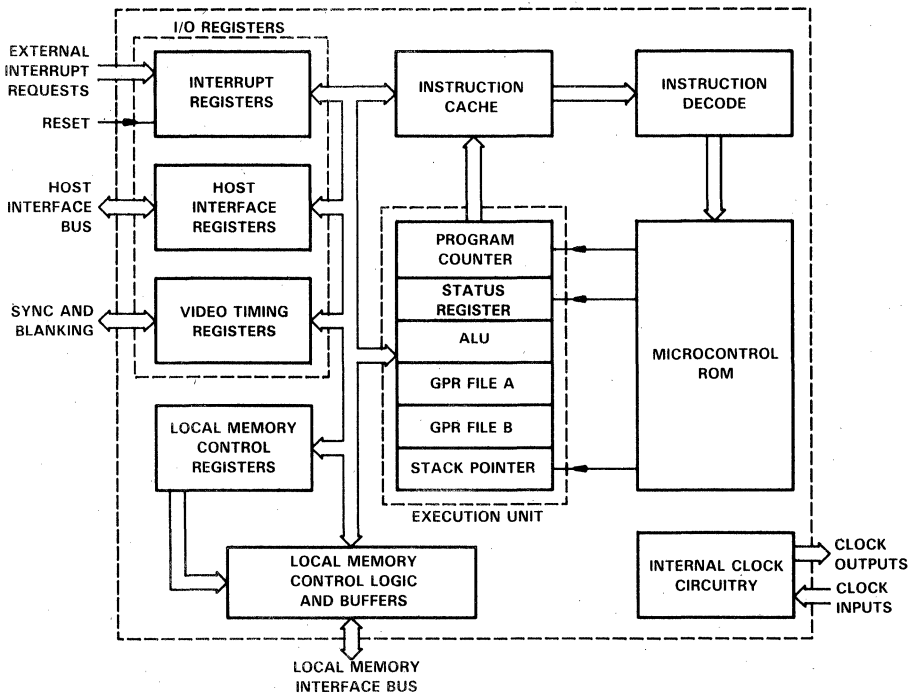 I/O REGISTERS
EXTERNAL
INTERRUPT
REQUESTS
RESET
INTERRUPT
REGISTERS
INSTRUCTION
CACHE
INSTRUCTION
DECODE
HOST
INTERFACE
BUS
HOST
INTERFACE
REGISTERS
SYNC AND
BLANKING
VIDEO TIMING
REGISTERS
PROGRAM
COUNTER
STATUS
REGISTER
ALU
GPR FILE A
GPR FILE B
STACK POINTER
EXECUTION UNIT
MICROCONTROL
ROM
LOCAL MEMORY
CONTROL
REGISTERS
LOCAL MEMORY
CONTROL LOGIC
AND BUFFERS
INTERNAL CLOCK
CIRCUITRY
CLOCK
OUTPUTS
CLOCK
INPUTS
LOCAL MEMORY
INTERFACE BUS